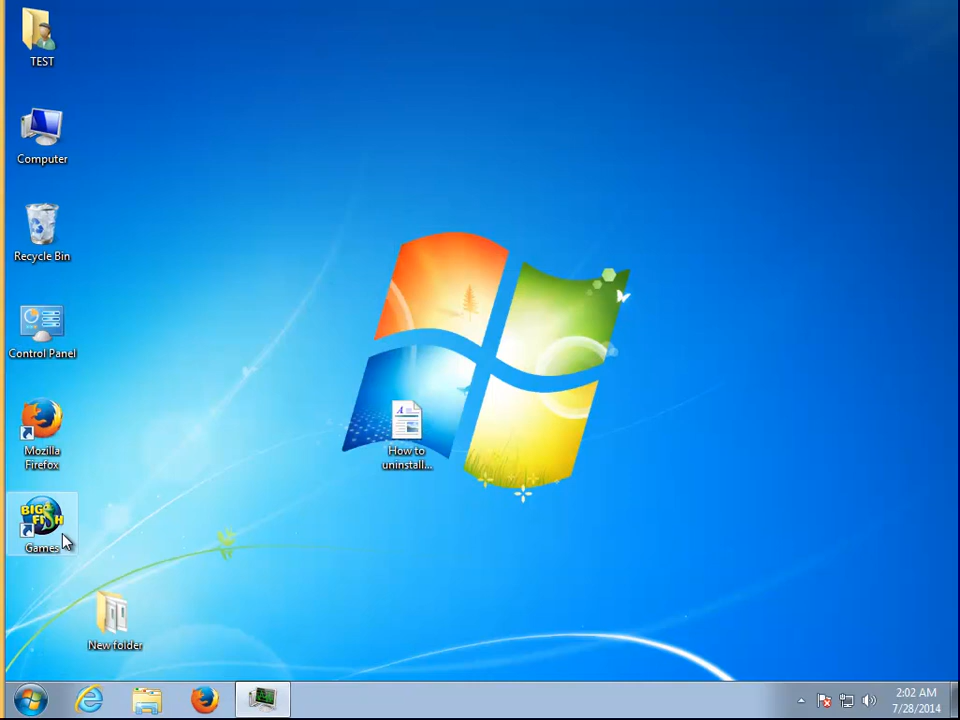 TEST
Computer
Recycle Bin
Control Panel
Mozilla
Firefox
BIG
FISH
Games
New folder
How to
uninstall...
2:02 AM
7/28/2014